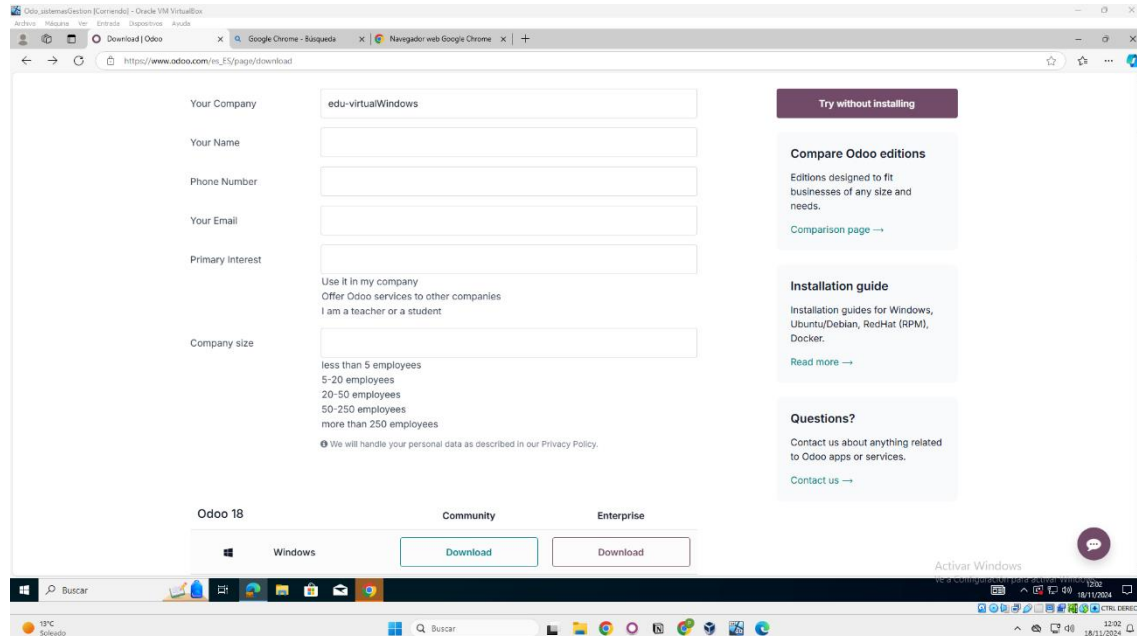 Odo_sistemasGestion [Corriendo] - Oracle VM VirtualBox
Archivo Máquina Ver Entrada Dispositivos Ayuda
Download | Odoo
Google Chrome - Búsqueda
Navegador web Google Chrome
https://www.odoo.com/es_ES/page/download
Your Company
edu-virtualWindows
Try without installing
Your Name
Compare Odoo editions
Phone Number
Editions designed to fit
businesses of any size and
needs.
Your Email
Comparison page →
Primary Interest
Use it in my company
Offer Odoo services to other companies
I am a teacher or a student
Installation guide
Installation guides for Windows,
Ubuntu/Debian, RedHat (RPM),
Docker.
Read more →
Company size
less than 5 employees
5-20 employees
20-50 employees
50-250 employees
more than 250 employees
We will handle your personal data as described in our Privacy Policy.
Questions?
Contact us about anything related
to Odoo apps or services.
Contact us →
Odoo 18
Community
Enterprise
Windows
Download
Download
Activar Windows
Ve a Configuración para activar Windows.
Buscar
12:02
18/11/2024
CTRL DEREC
13°C
Soleado
Buscar
12:02
18/11/2024